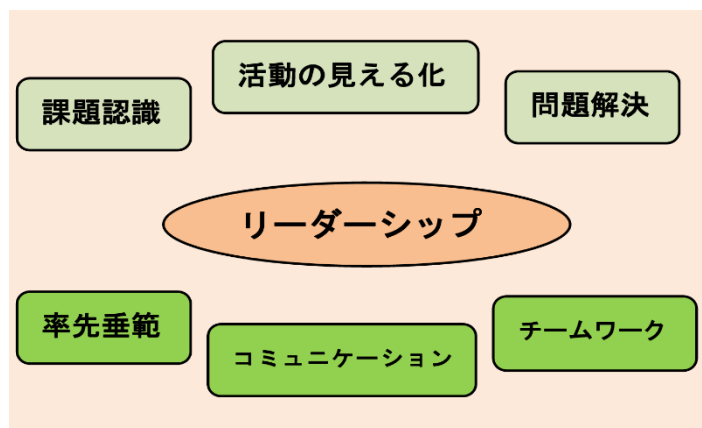 活動の見える化
課題認識
問題解決
リーダーシップ
率先垂範
コミュニケーション
チームワーク